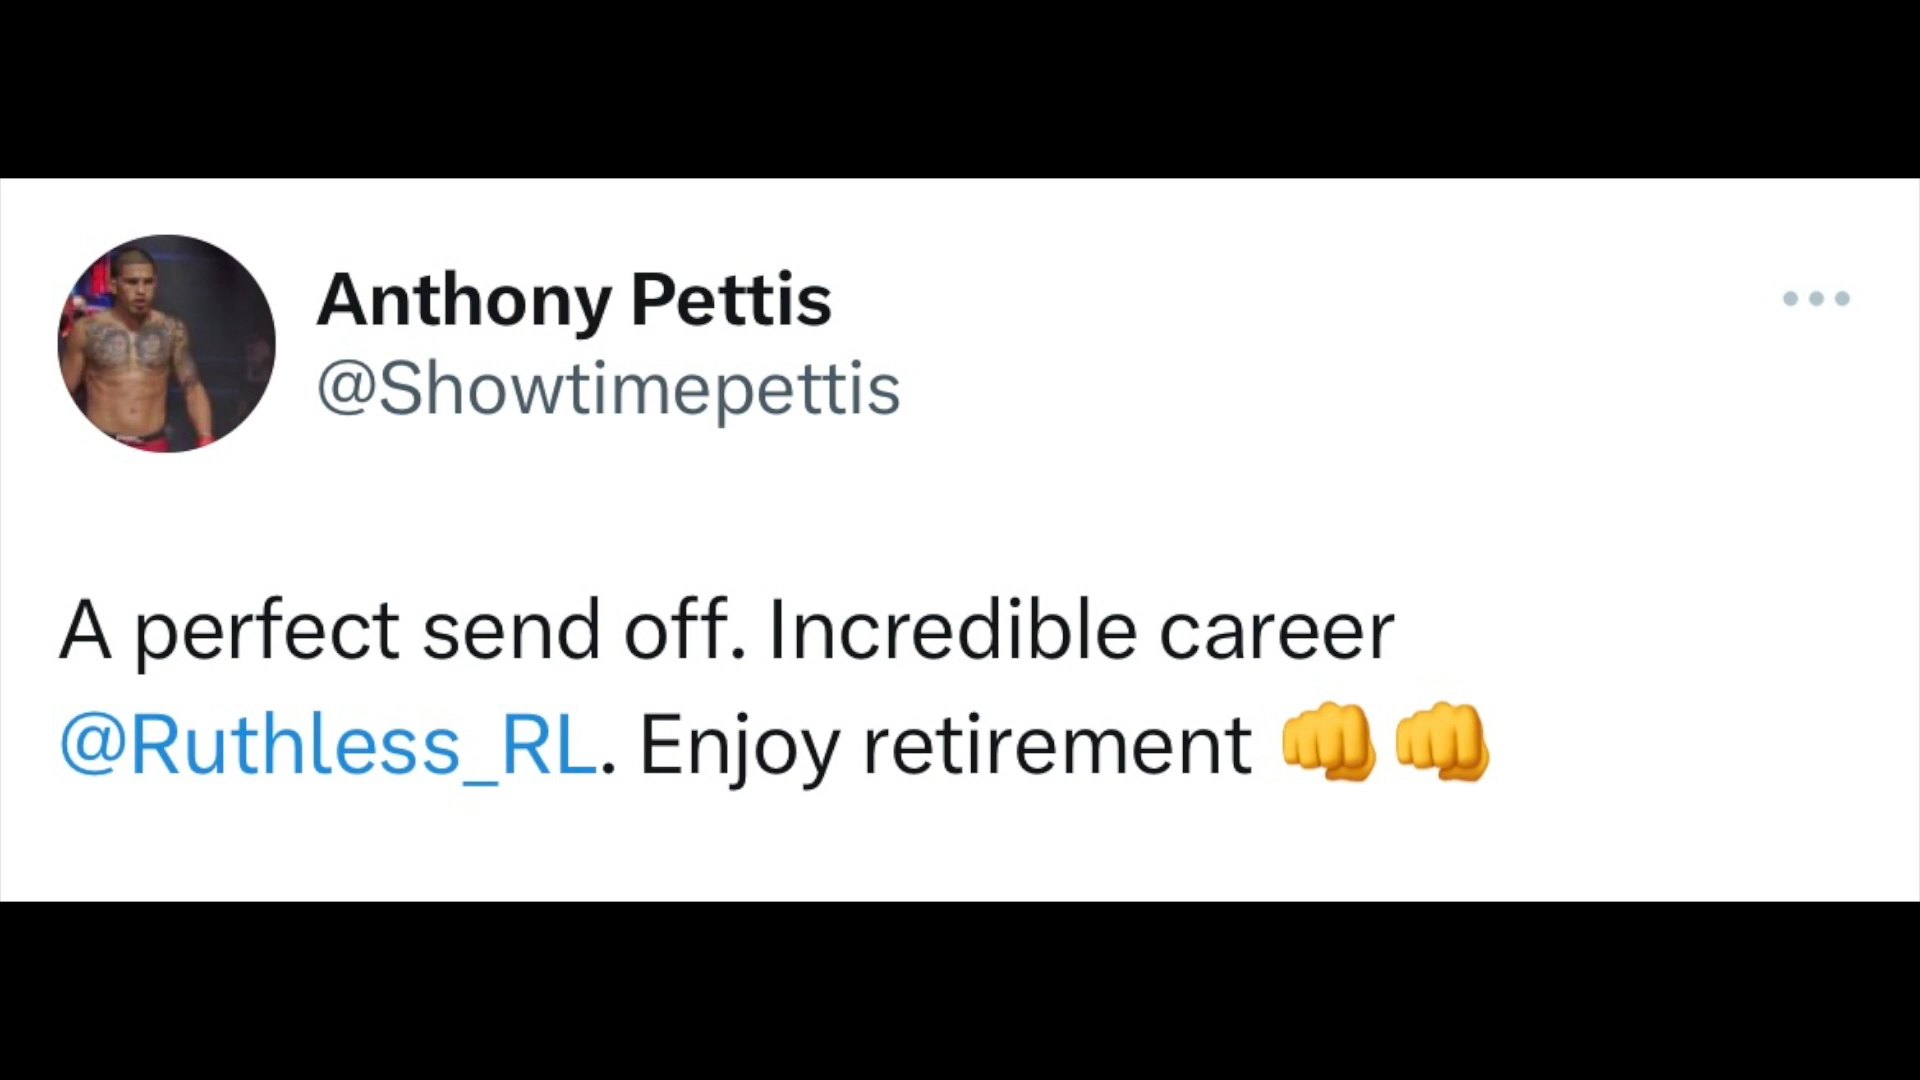 Anthony Pettis
@Showtimepettis
A perfect send off. Incredible career
@Ruthless_RL. Enjoy retirement 👊👊